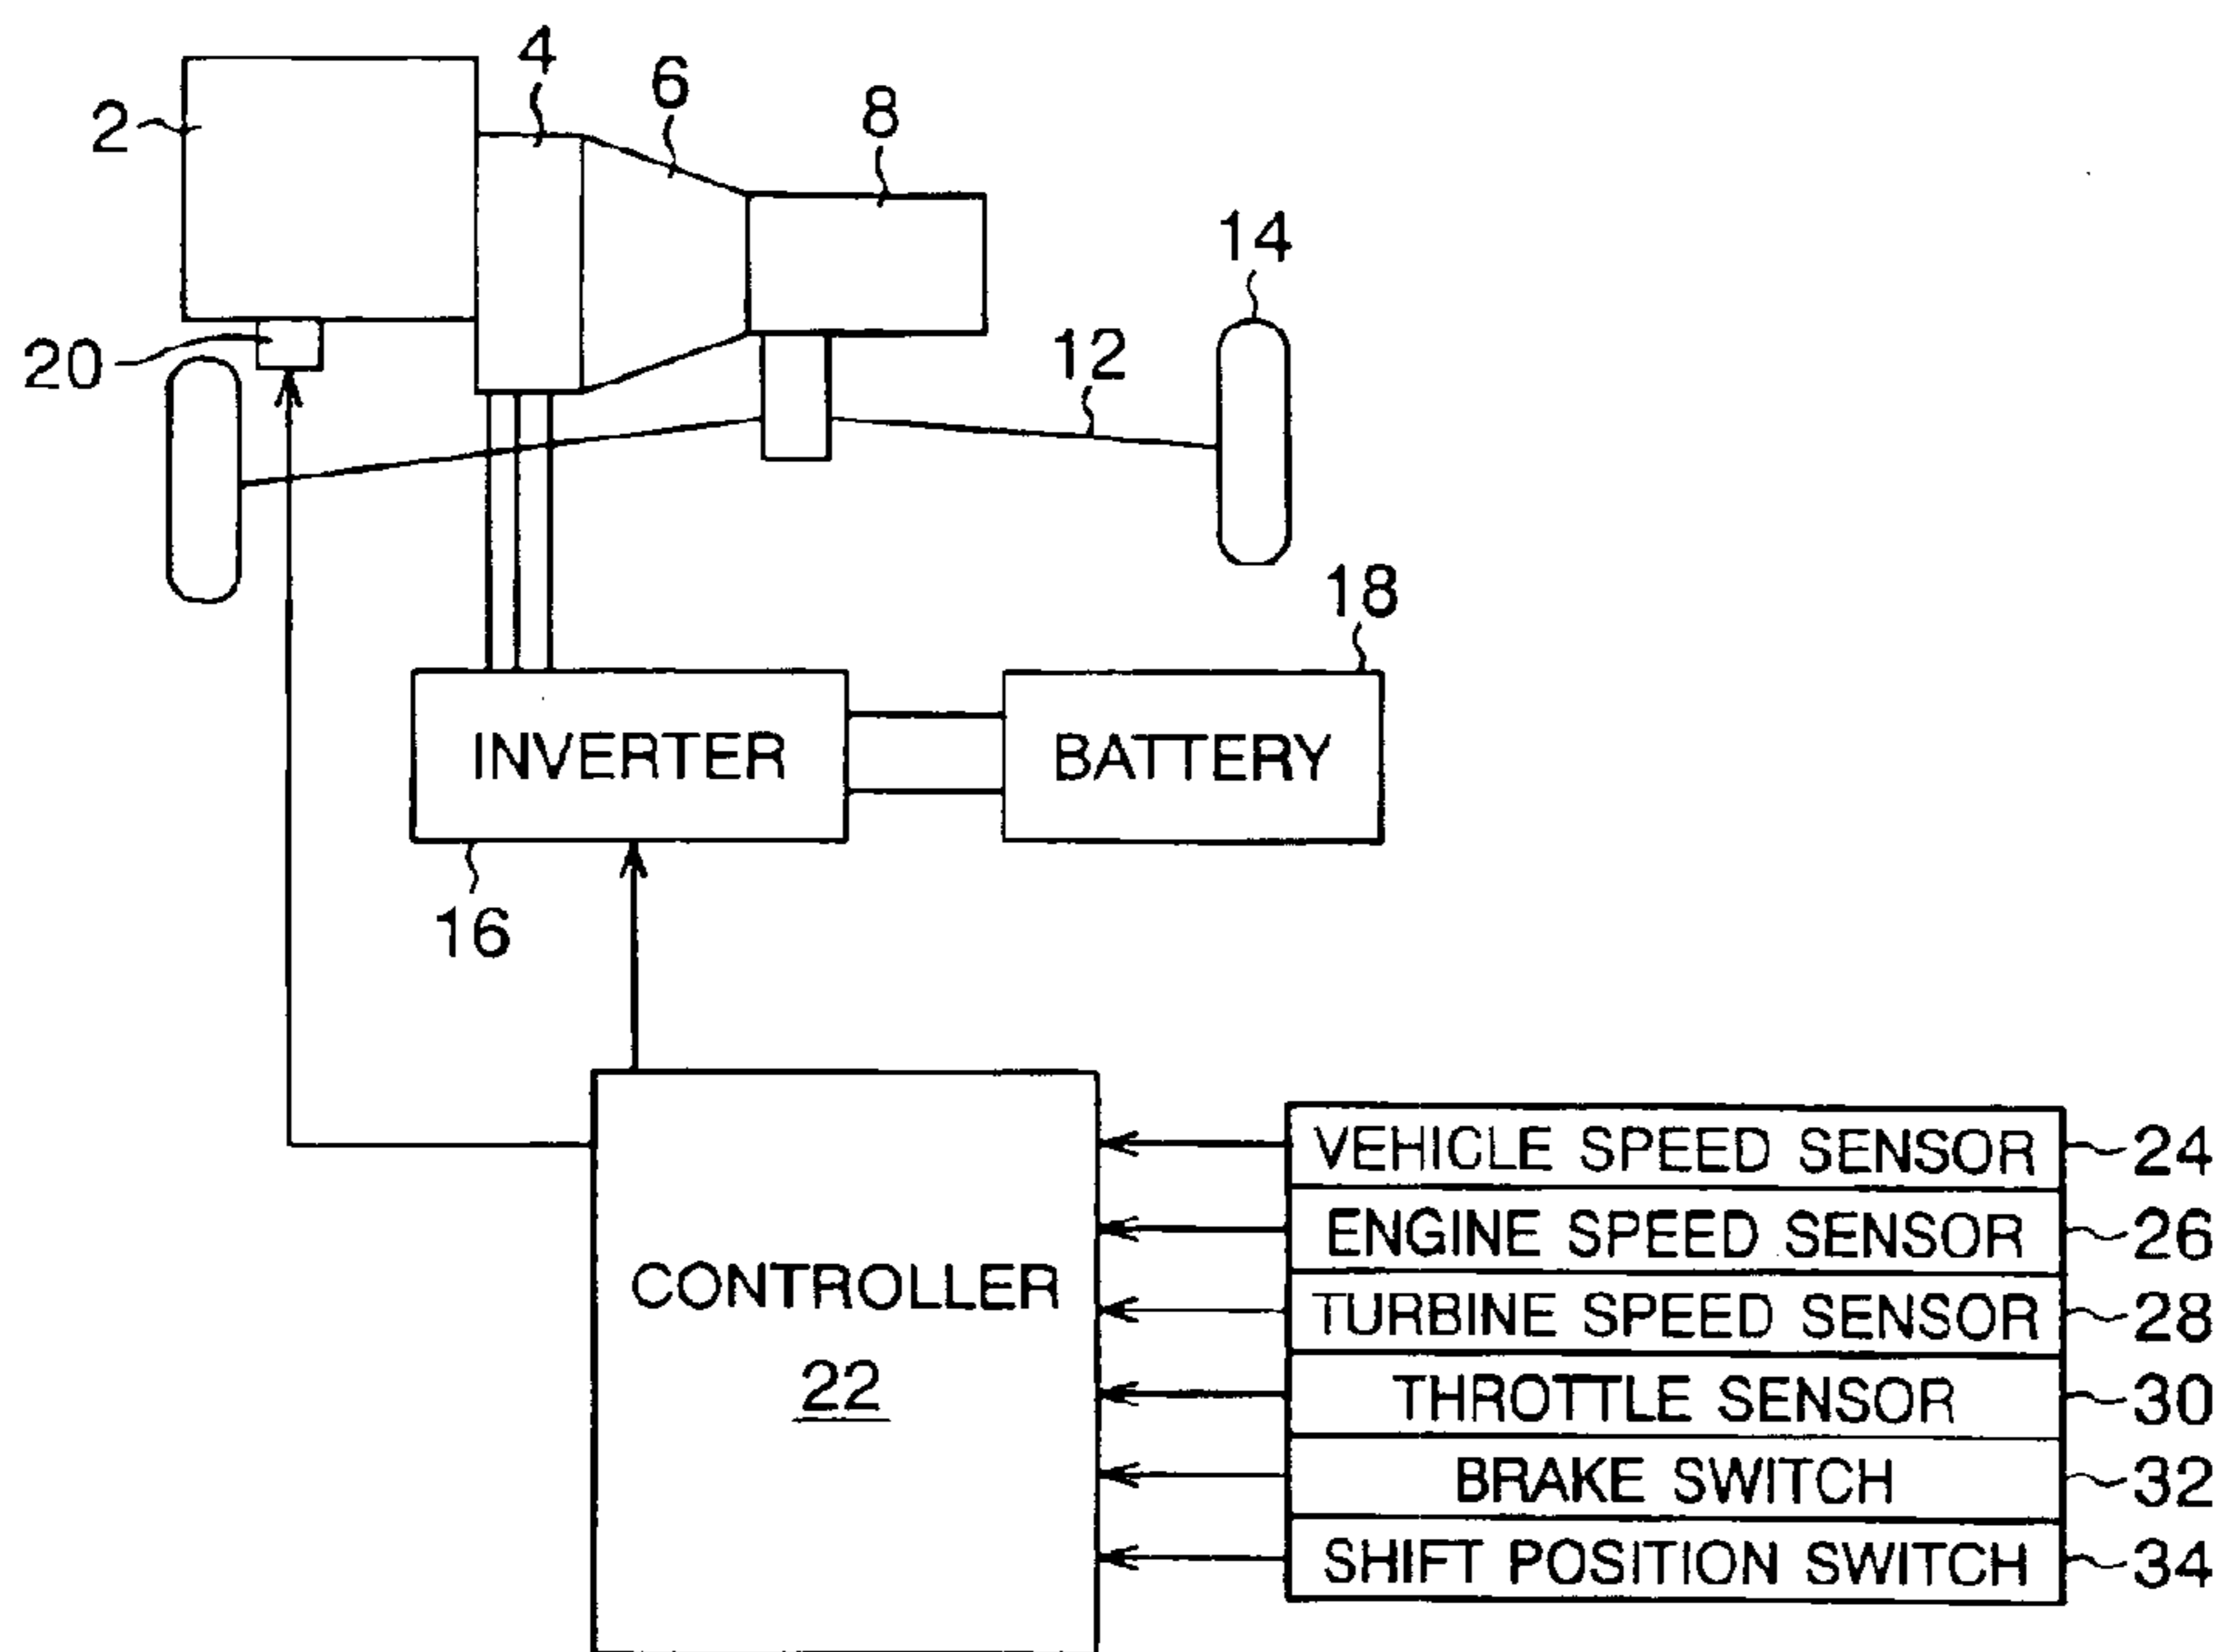 4
6
2
8
14
20
12
18
INVERTER
BATTERY
16
VEHICLE SPEED SENSOR 24
ENGINE SPEED SENSOR 26
CONTROLLER
TURBINE SPEED SENSOR 28
22
THROTTLE SENSOR 30
BRAKE SWITCH 32
SHIFT POSITION SWITCH 34